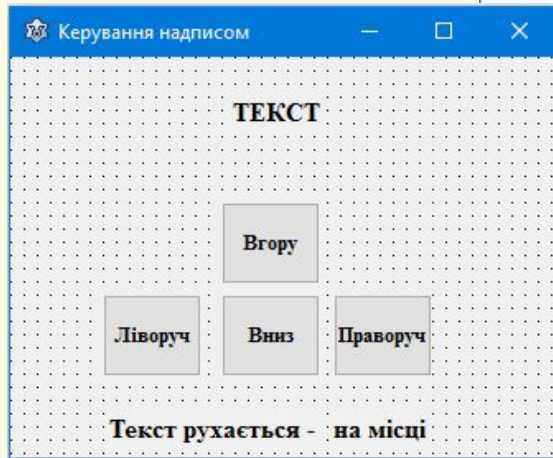 Керування надписом
ТЕКСТ
Вгору
Ліворуч Вниз Праворуч
Текст рухається - на місці